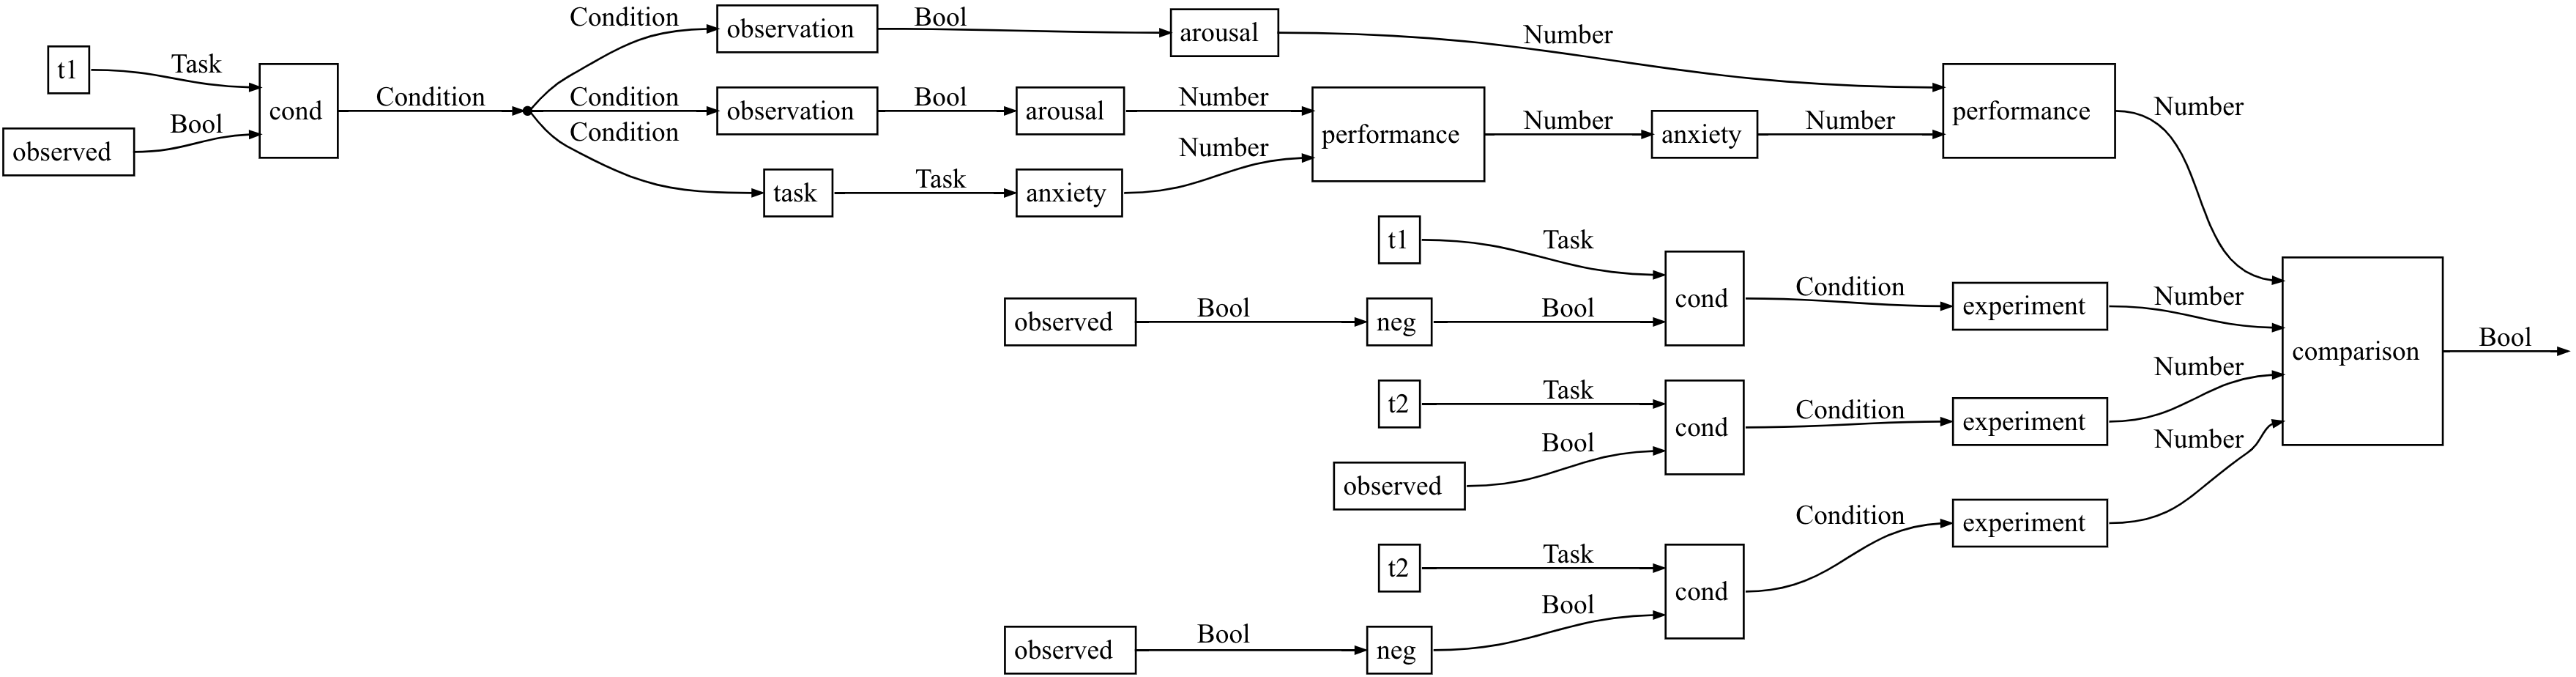 Condition
observation
Bool
arousal
Number
t1
Task
cond
Condition
Condition
observation
Bool
arousal
Number
performance
Number
anxiety
Number
performance
Number
observed
Bool
Condition
task
Task
anxiety
Number
t1
Task
cond
Condition
experiment
Number
observed
Bool
neg
Bool
comparison
Bool
t2
Task
cond
Condition
experiment
Number
observed
Bool
t2
Task
cond
Condition
experiment
Number
observed
Bool
neg
Bool